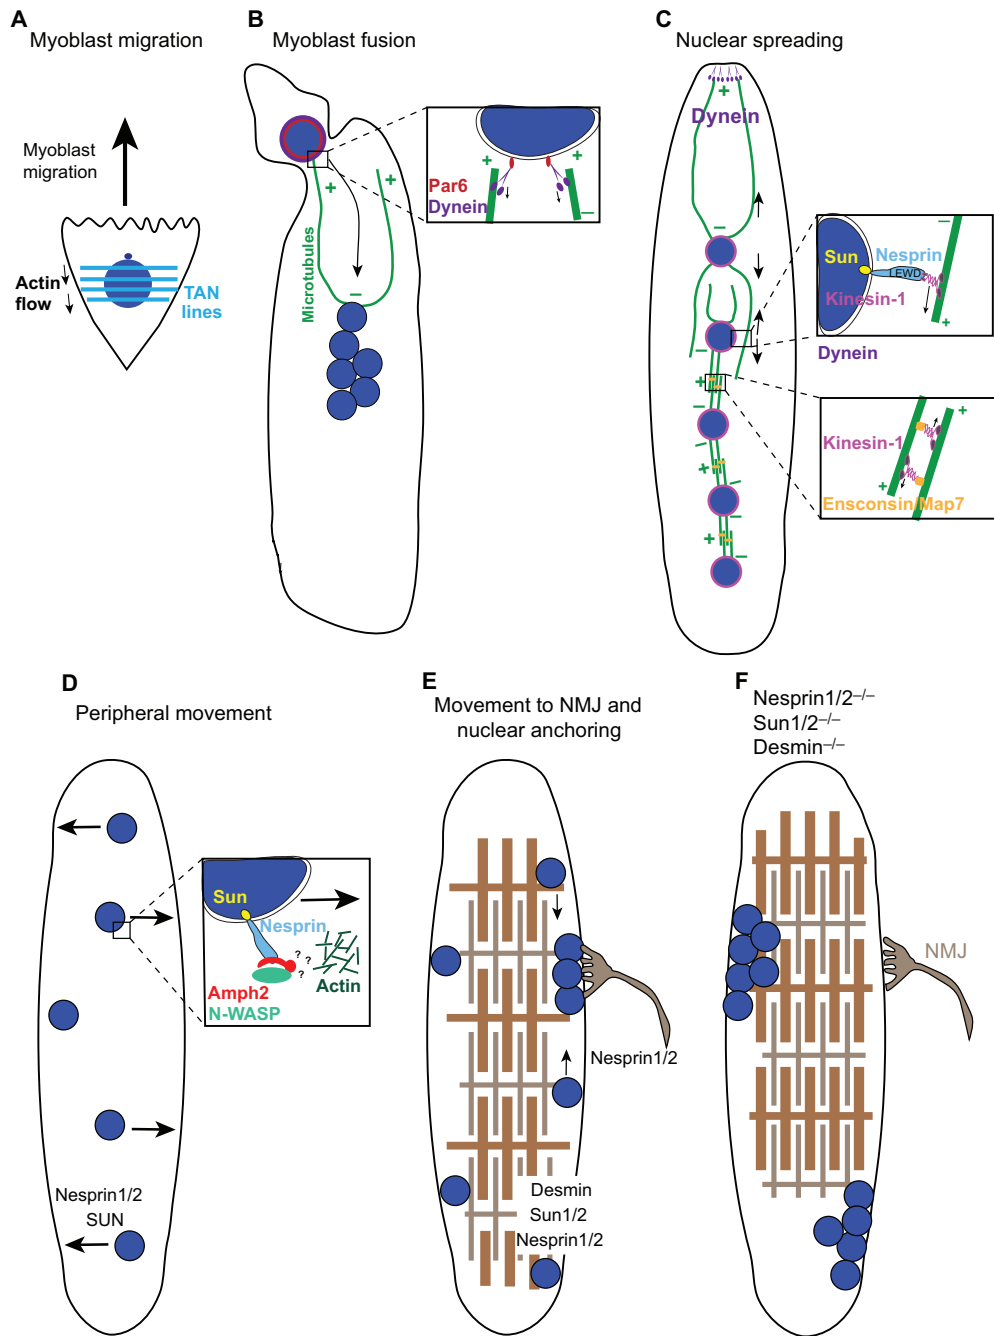 A
Myoblast migration
Myoblast
migration
Actin
flow
TAN
lines
B
Myoblast fusion
+
+
Microtubules
−
+
+
Par6
Dynein
−
C
Nuclear spreading
+
Dynein
−
−
+
−
+
−
−
+
−
−
Sun
Nesprin
LEWD
Kinesin-1
+
Dynein
+
Kinesin-1
+
Ensconsin/Map7
D
Peripheral movement
Sun
Nesprin
? ?
?
Amph2
Actin
N-WASP
Nesprin1/2
SUN
E
Movement to NMJ and
nuclear anchoring
Nesprin1/2
Desmin
Sun1/2
Nesprin1/2
F
Nesprin1/2−/−
Sun1/2−/−
Desmin−/−
NMJ